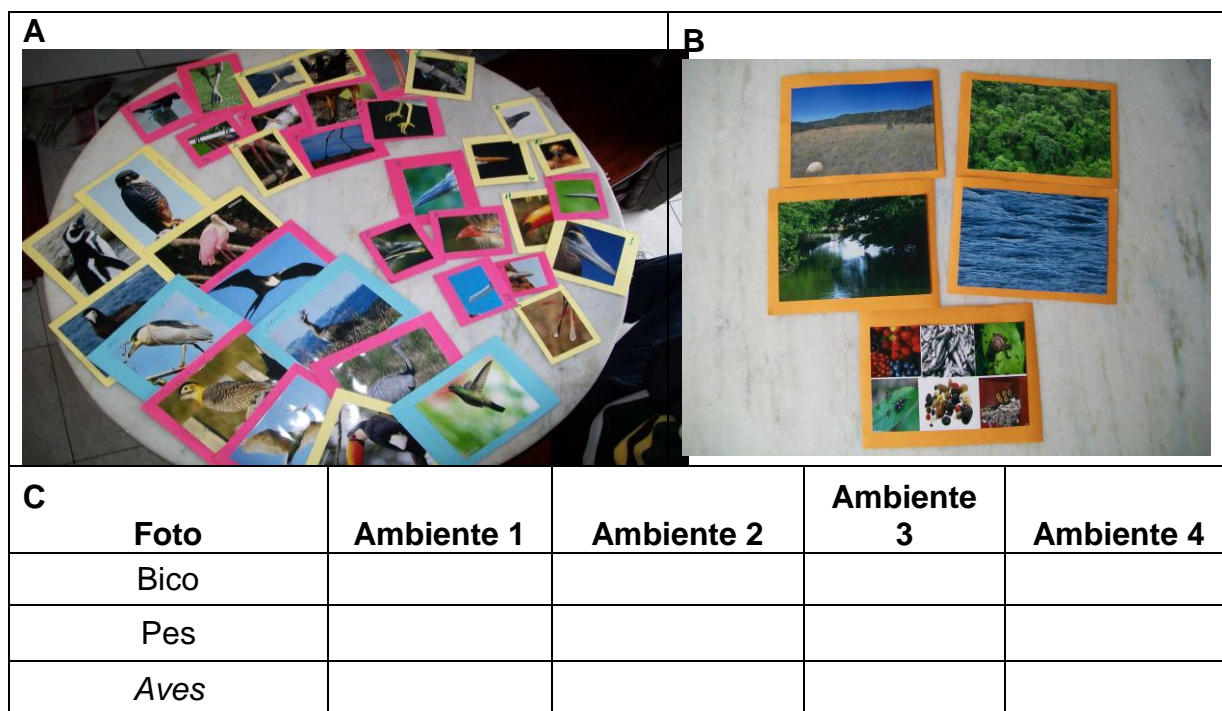 A
B
C
Foto
Ambiente 1
Ambiente 2
Ambiente
3
Ambiente 4
Bico
Pes
Aves